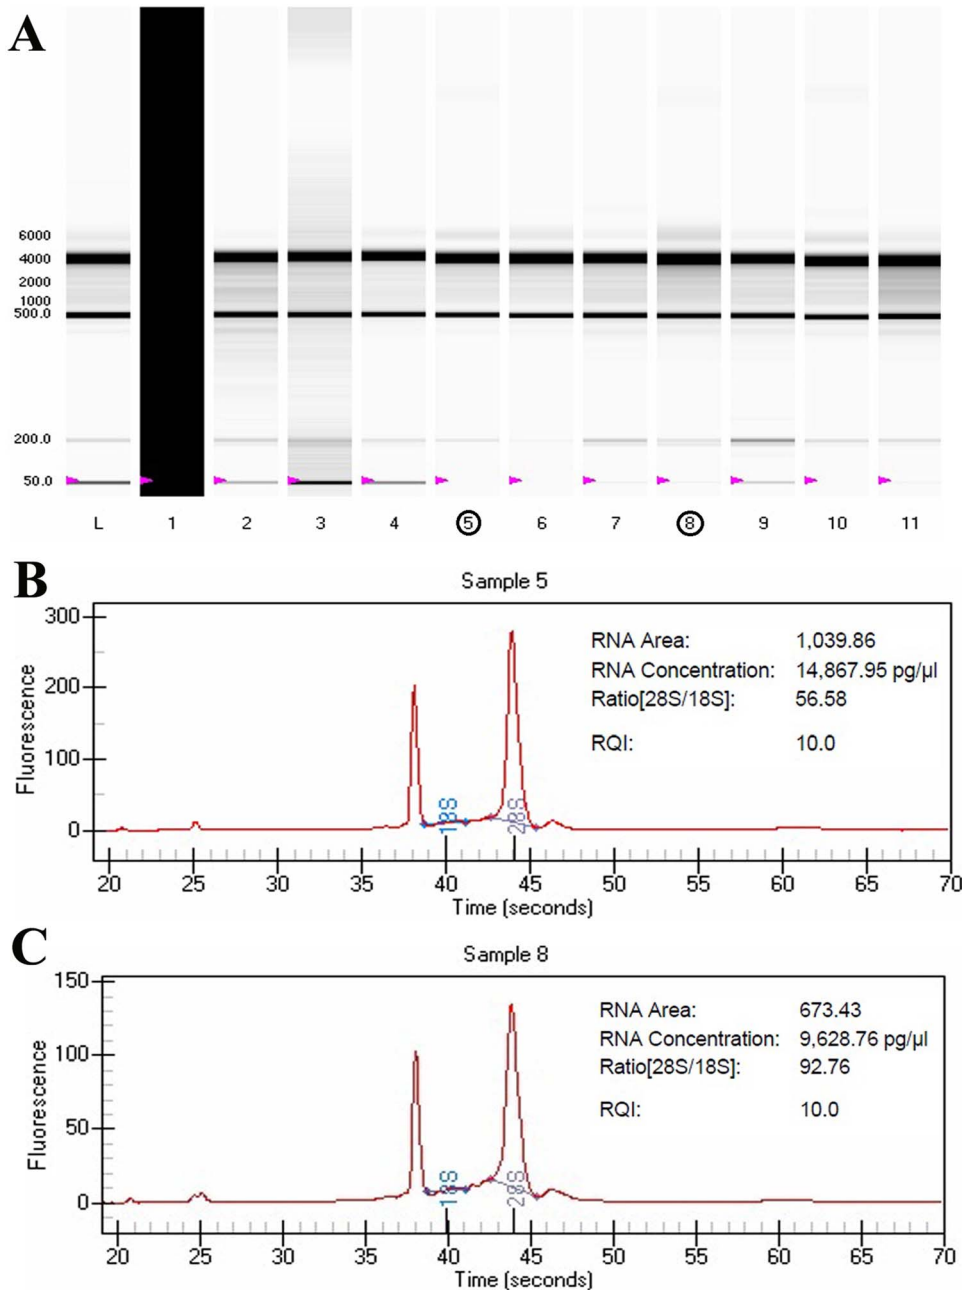 A
6000
4000
2000
1000
500.0
200.0
50.0
L 1 2 3 4 5 6 7 8 9 10 11
B
Sample 5
300
200
100
0
Fluorescence
RNA Area: 1,039.86
RNA Concentration: 14,867.95 pg/µl
Ratio[28S/18S]: 56.58
RQI: 10.0
18S
28S
20 25 30 35 40 45 50 55 60 65 70
Time (seconds)
C
Sample 8
150
100
50
0
Fluorescence
RNA Area: 673.43
RNA Concentration: 9,628.76 pg/µl
Ratio[28S/18S]: 92.76
RQI: 10.0
18S
28S
20 25 30 35 40 45 50 55 60 65 70
Time (seconds)